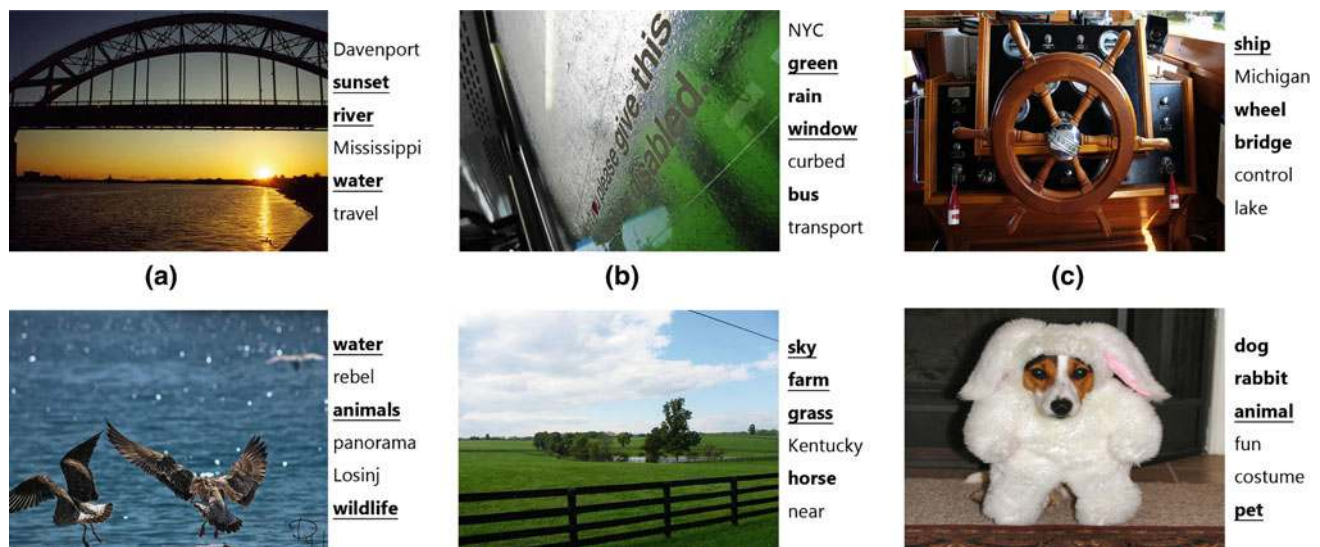 Davenport
sunset
river
Mississippi
water
travel
(a)
NYC
green
rain
window
curbed
bus
transport
please give this
abled.
(b)
ship
Michigan
wheel
bridge
control
lake
(c)
water
rebel
animals
panorama
Losinj
wildlife
sky
farm
grass
Kentucky
horse
near
dog
rabbit
animal
fun
costume
pet